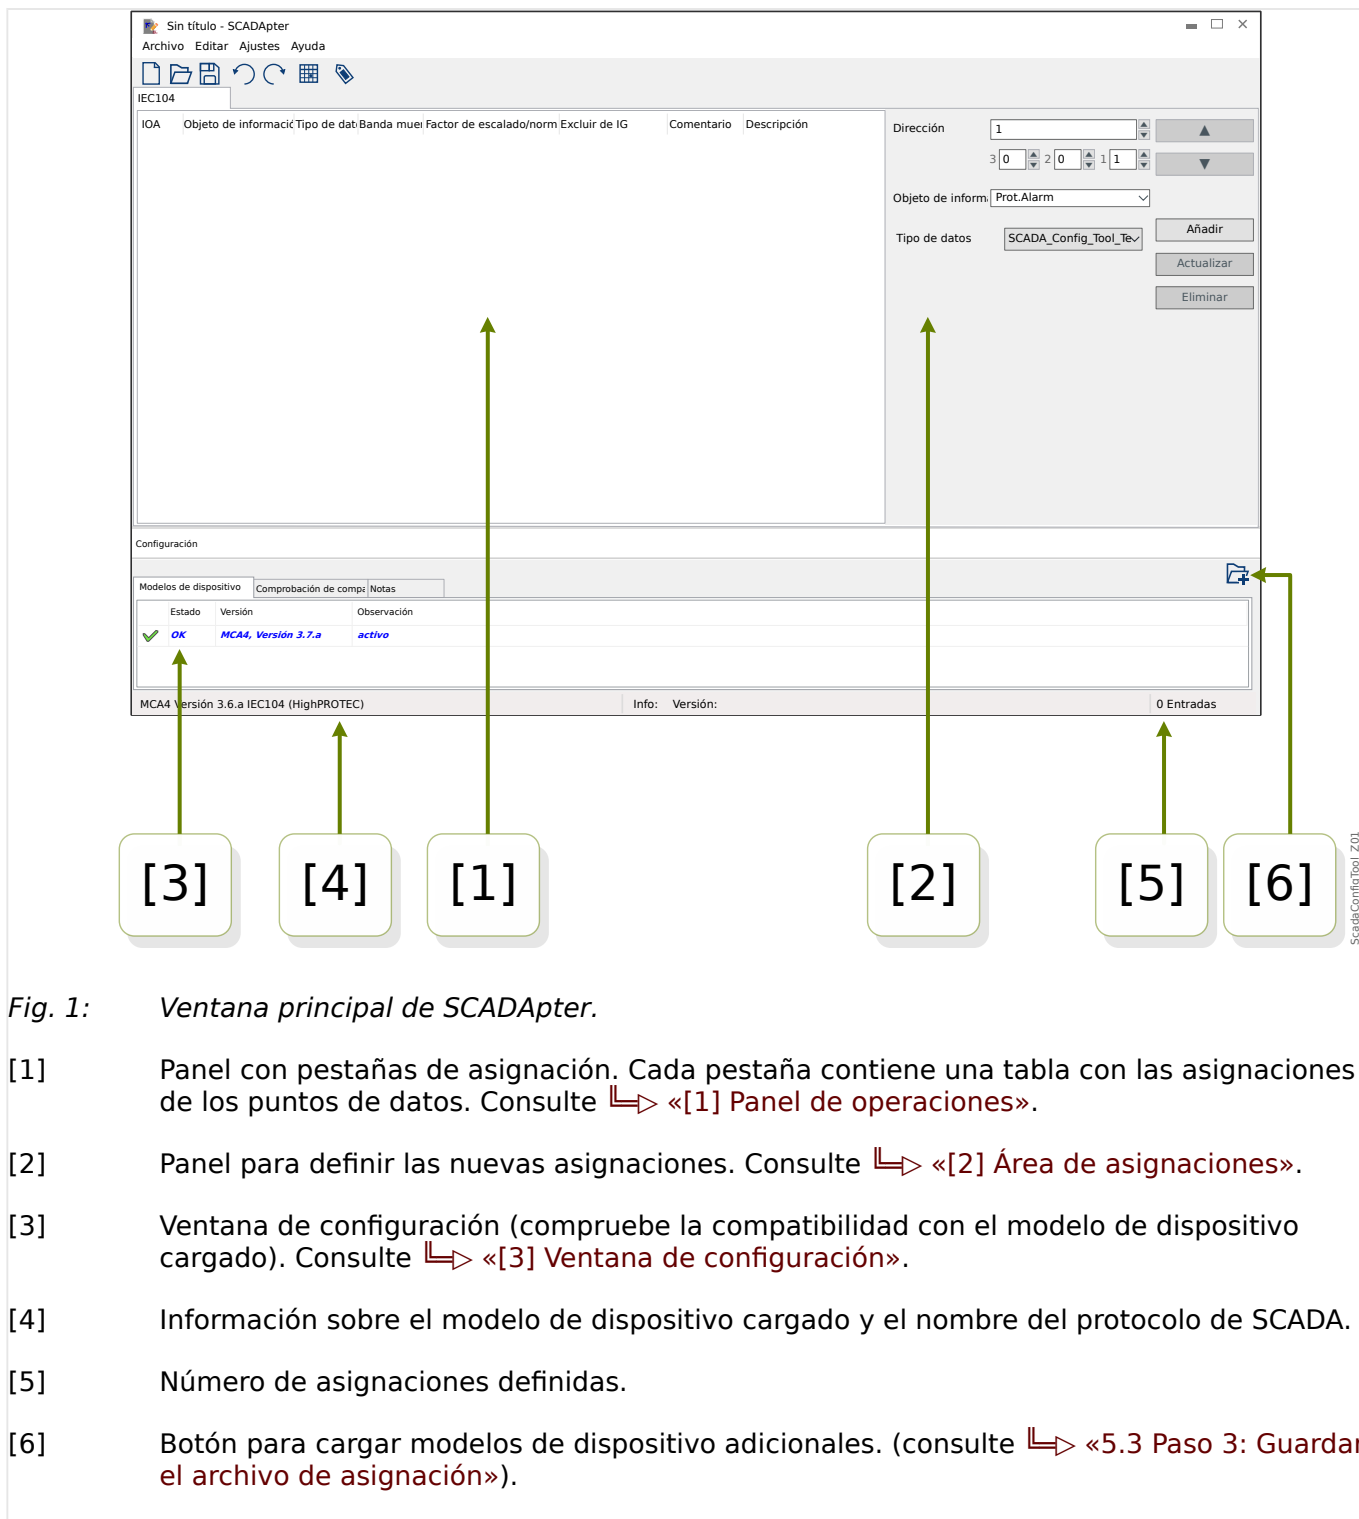 Sin título - SCADApter
Archivo Editar Ajustes Ayuda
IEC104
IOA Objeto de informació Tipo de dat Banda muer Factor de escalado/norm Excluir de IG Comentario Descripción
Dirección 1
3 0 2 0 1 1
Objeto de inform Prot.Alarm
Tipo de datos SCADA_Config_Tool_Te
Añadir
Actualizar
Eliminar
Configuración
Modelos de dispositivo Comprobación de compa Notas
Estado Versión Observación
OK MCA4, Versión 3.7.a activo
MCA4 Versión 3.6.a IEC104 (HighPROTEC) Info: Versión: 0 Entradas
[3] [4] [1] [2] [5] [6]
ScadaConfigTool_Z01
Fig. 1: Ventana principal de SCADApter.
[1] Panel con pestañas de asignación. Cada pestaña contiene una tabla con las asignaciones
de los puntos de datos. Consulte «[1] Panel de operaciones».
[2] Panel para definir las nuevas asignaciones. Consulte «[2] Área de asignaciones».
[3] Ventana de configuración (compruebe la compatibilidad con el modelo de dispositivo
cargado). Consulte «[3] Ventana de configuración».
[4] Información sobre el modelo de dispositivo cargado y el nombre del protocolo de SCADA.
[5] Número de asignaciones definidas.
[6] Botón para cargar modelos de dispositivo adicionales. (consulte «5.3 Paso 3: Guardar
el archivo de asignación»).